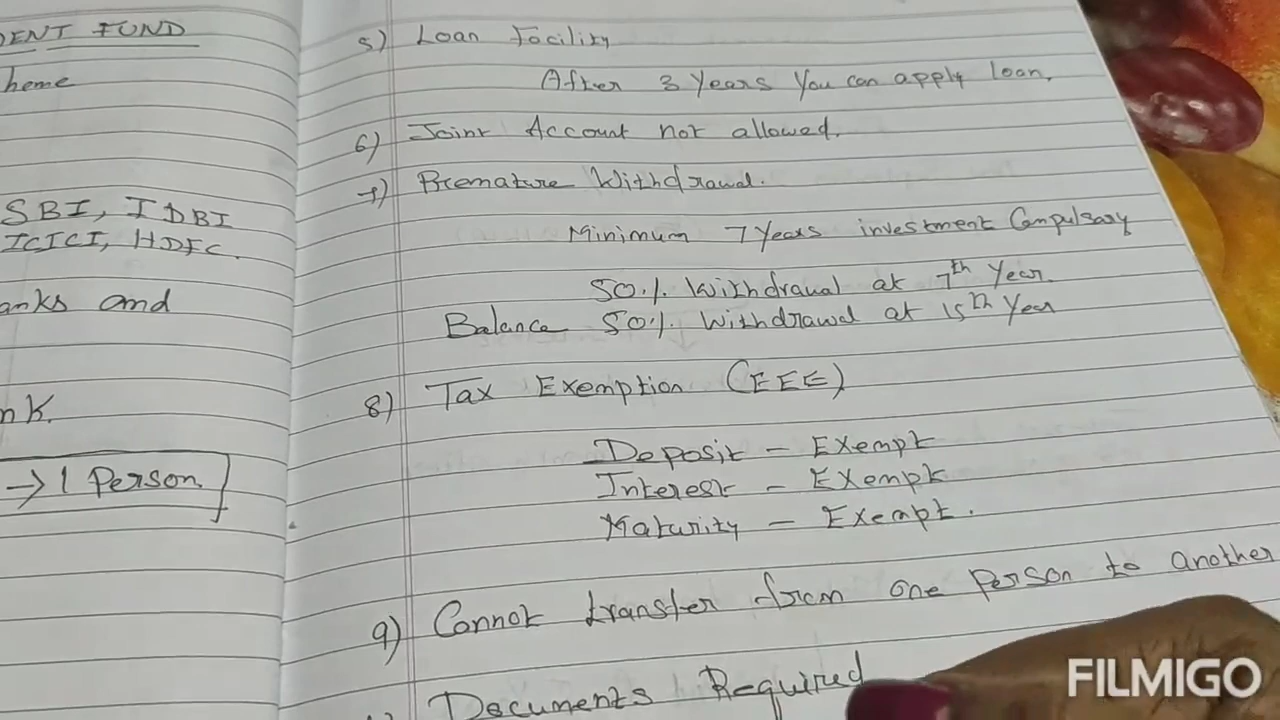 DENT FUND
heme
SBI, IDBI
ICICI, HDFC.
anks and
nk.
→ 1 Person
5) Loan Facility
After 3 Years You can apply loan.
6) Joint Account not allowed.
7) Premature Withdrawal.
Minimum 7 Years investment Compulsary
50% Withdrawal at 7th Year.
Balance 50% Withdrawal at 15th Year
8) Tax Exemption (EEE)
Deposit - Exempt
Interest - Exempt
Maturity - Exempt.
9) Cannot transfer from one Person to another
Documents Required
FILMIGO